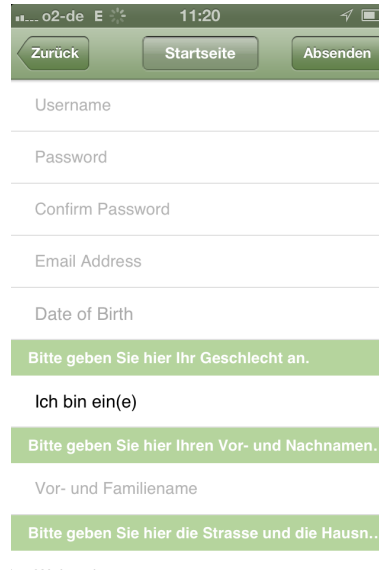 o2-de E 11:20
Zurück Startseite Absenden
Username
Password
Confirm Password
Email Address
Date of Birth
Bitte geben Sie hier Ihr Geschlecht an.
Ich bin ein(e)
Bitte geben Sie hier Ihren Vor- und Nachnamen.
Vor- und Familiename
Bitte geben Sie hier die Strasse und die Hausn...